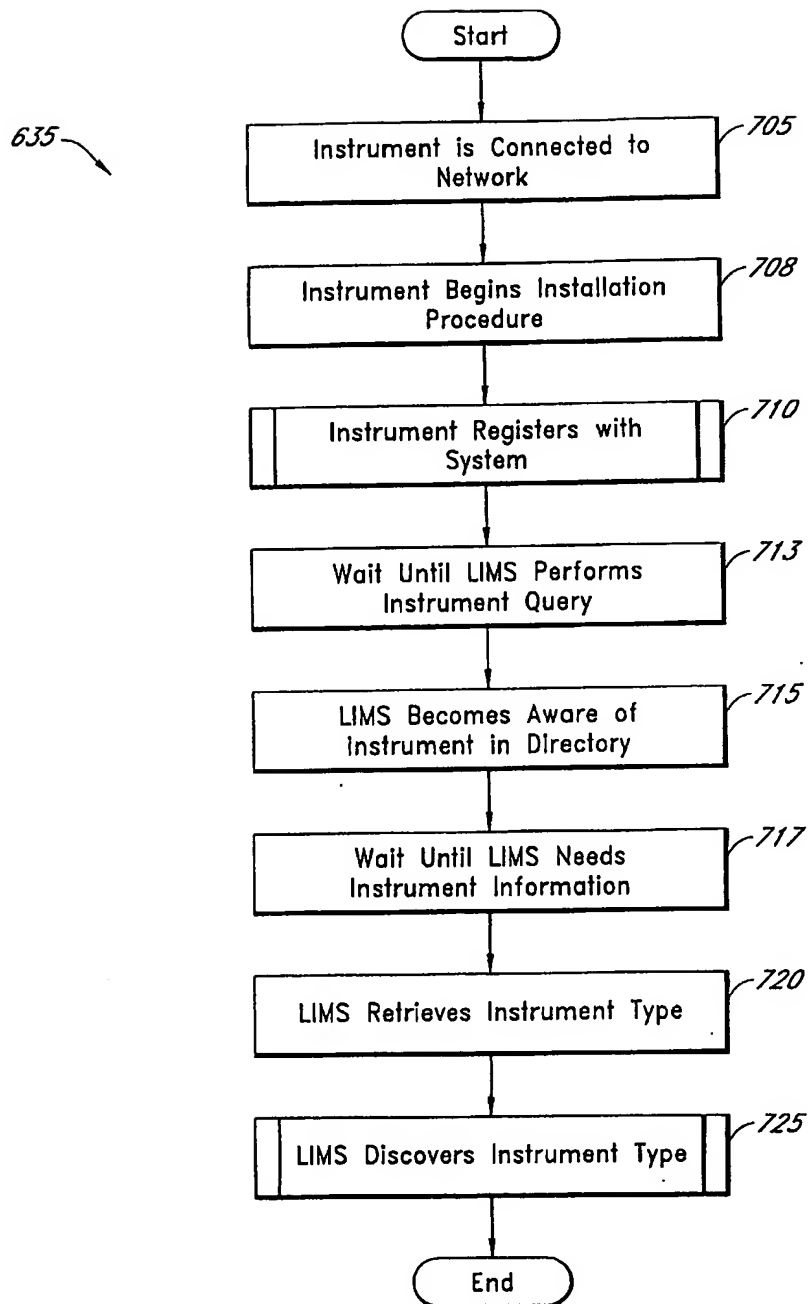 Start
635
Instrument is Connected to
Network
705
Instrument Begins Installation
Procedure
708
Instrument Registers with
System
710
Wait Until LIMS Performs
Instrument Query
713
LIMS Becomes Aware of
Instrument in Directory
715
Wait Until LIMS Needs
Instrument Information
717
LIMS Retrieves Instrument Type
720
LIMS Discovers Instrument Type
725
End